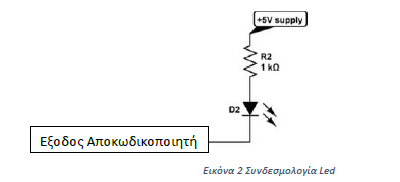 +5V supply
R2
1 kΩ
D2
Εξοδος Αποκωδικοποιητή
Εικόνα 2 Συνδεσμολογία Led